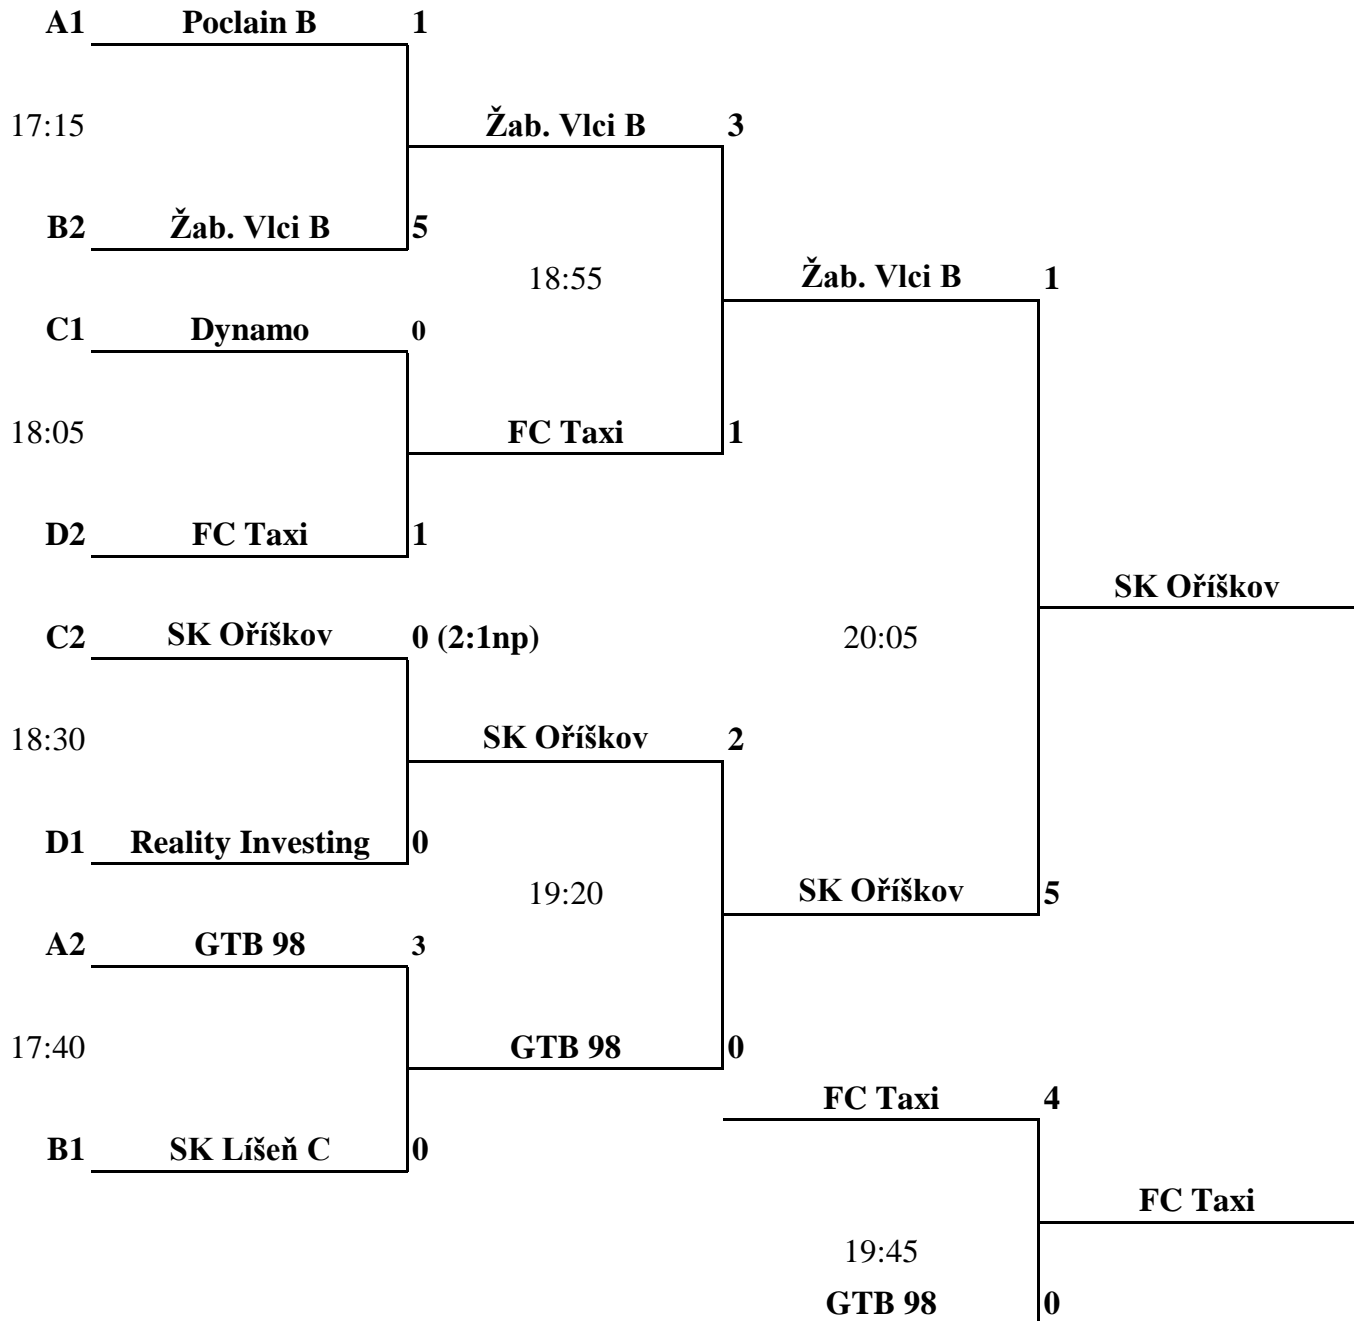 A1 Poclain B 1
17:15 Žab. Vlci B 3
B2 Žab. Vlci B 5
18:55 Žab. Vlci B 1
C1 Dynamo 0
18:05 FC Taxi 1
D2 FC Taxi 1
SK Oříškov
C2 SK Oříškov 0 (2:1np) 20:05
18:30 SK Oříškov 2
D1 Reality Investing 0
19:20 SK Oříškov 5
A2 GTB 98 3
17:40 GTB 98 0
FC Taxi 4
B1 SK Líšeň C 0
FC Taxi
19:45
GTB 98 0